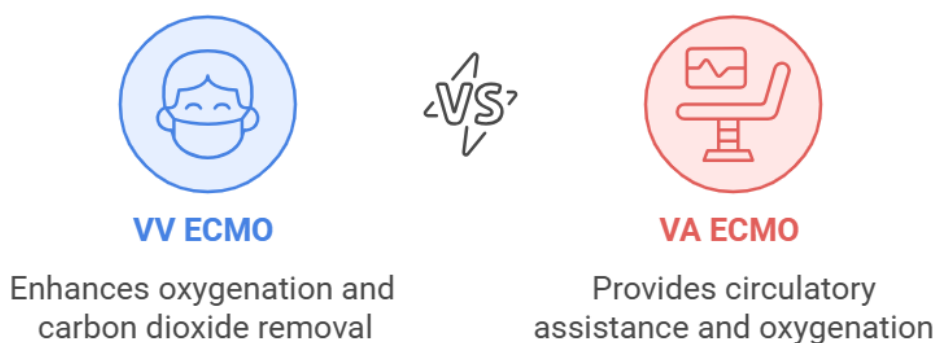 VS
VV ECMO
VA ECMO
Enhances oxygenation and
carbon dioxide removal
Provides circulatory
assistance and oxygenation